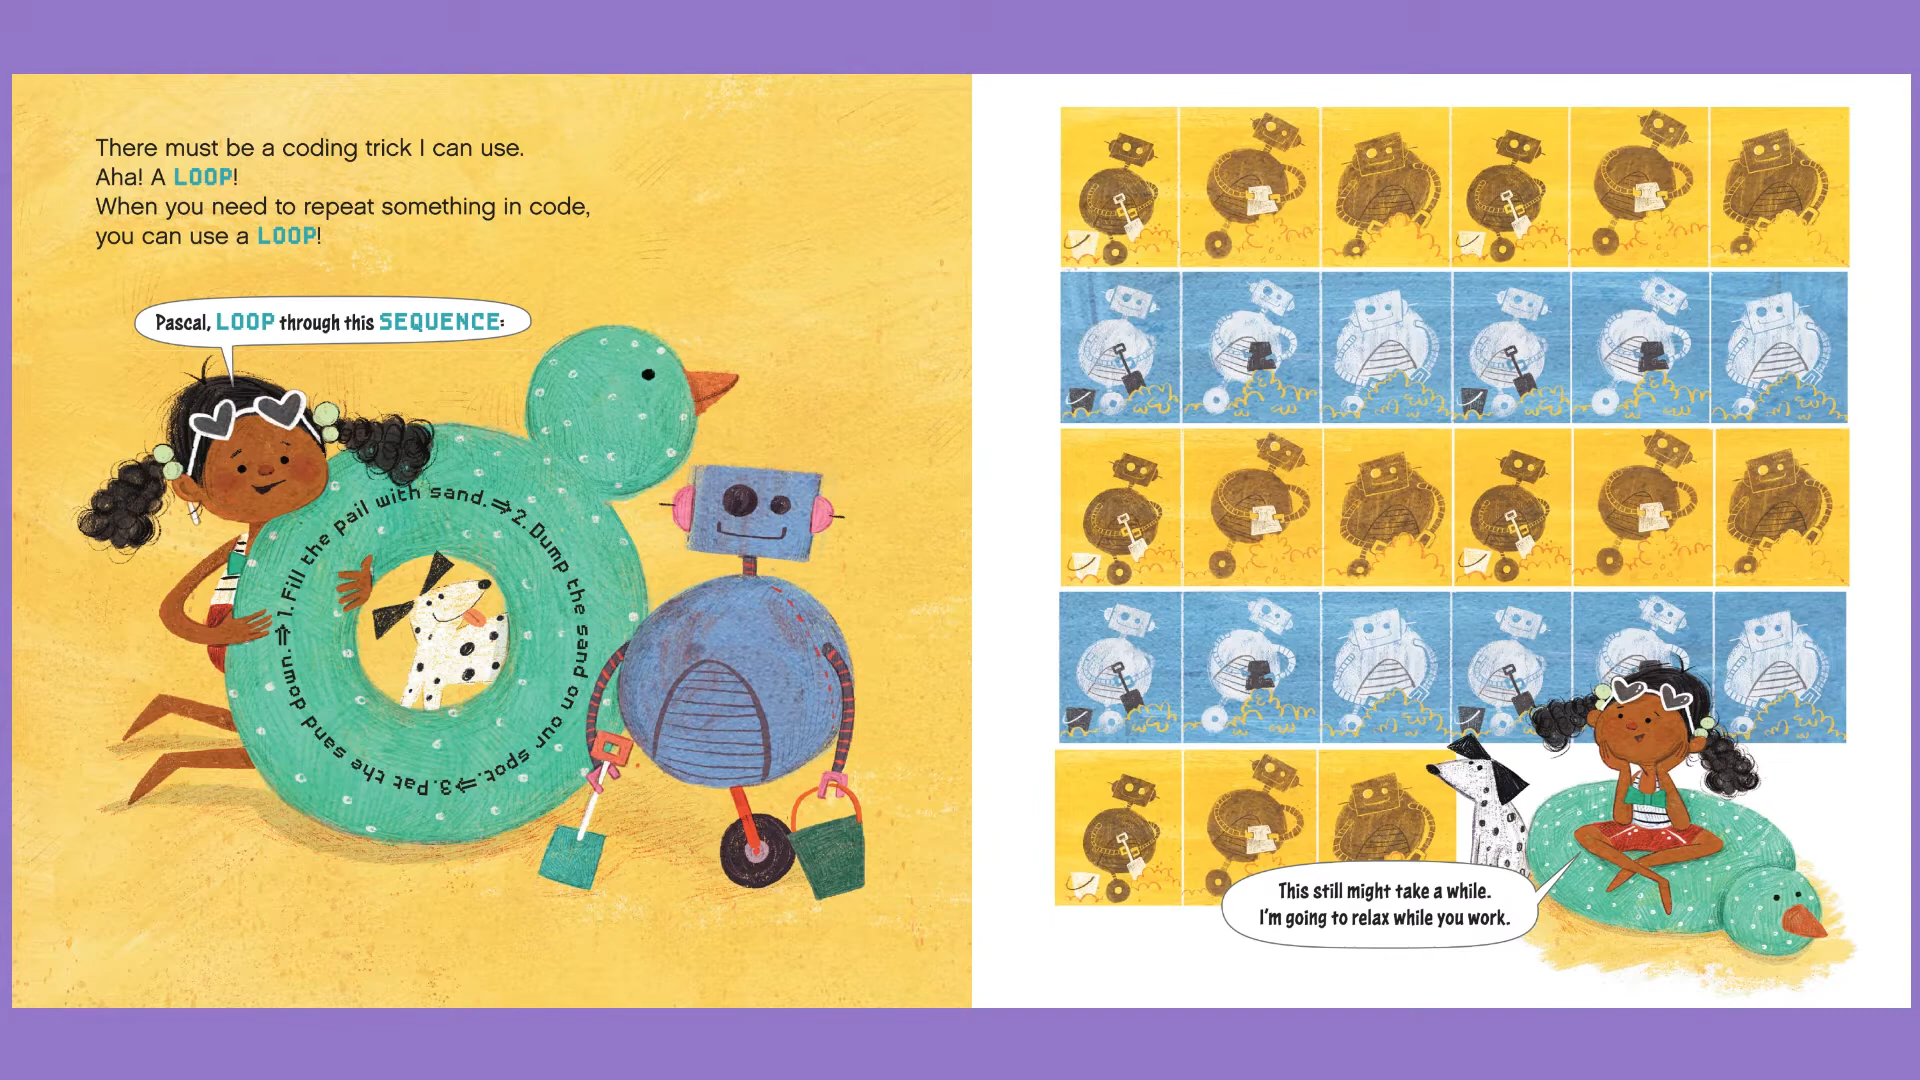 There must be a coding trick I can use.
Aha! A LOOP!
When you need to repeat something in code,
you can use a LOOP!
Pascal, LOOP through this SEQUENCE:
⇒ 1. Fill the pail with sand. ⇒ 2. Dump the sand on our spot. ⇒ 3. Pat the sand down.
This still might take a while.
I'm going to relax while you work.